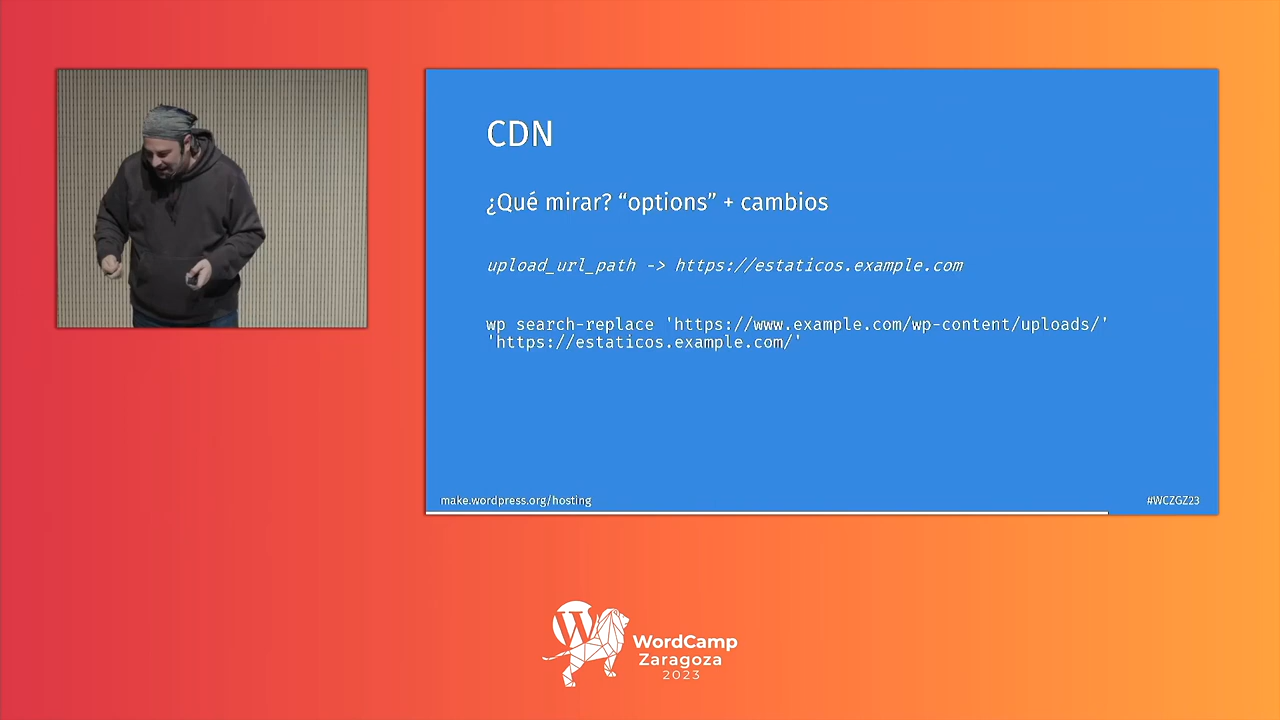 CDN
¿Qué mirar? “options” + cambios
upload_url_path -> https://estaticos.example.com
wp search-replace 'https://www.example.com/wp-content/uploads/'
'https://estaticos.example.com/'
make.wordpress.org/hosting
#WCZGZ23
WordCamp
Zaragoza
2023